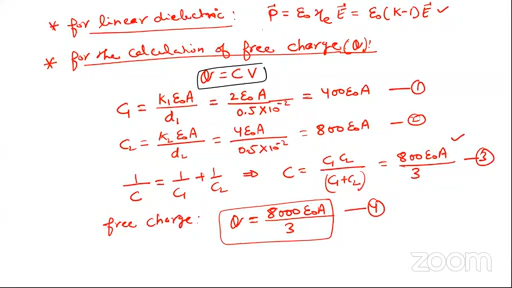 * for linear dielectric: P⃗ = ε₀ χₑ E⃗ = ε₀(K-1)E⃗ ✓
* for the calculation of free charge (Q):
Q = CV
C₁ = K₁ε₀A/d₁ = 2ε₀A/0.5×10⁻² = 400ε₀A —①
C₂ = K₂ε₀A/d₂ = 4ε₀A/0.5×10⁻² = 800ε₀A —②
1/C = 1/C₁ + 1/C₂ ⇒ C = C₁C₂/(C₁+C₂) = 800ε₀A/3 ✓ —③
free charge: Q = 8000ε₀A/3 —④
zoom